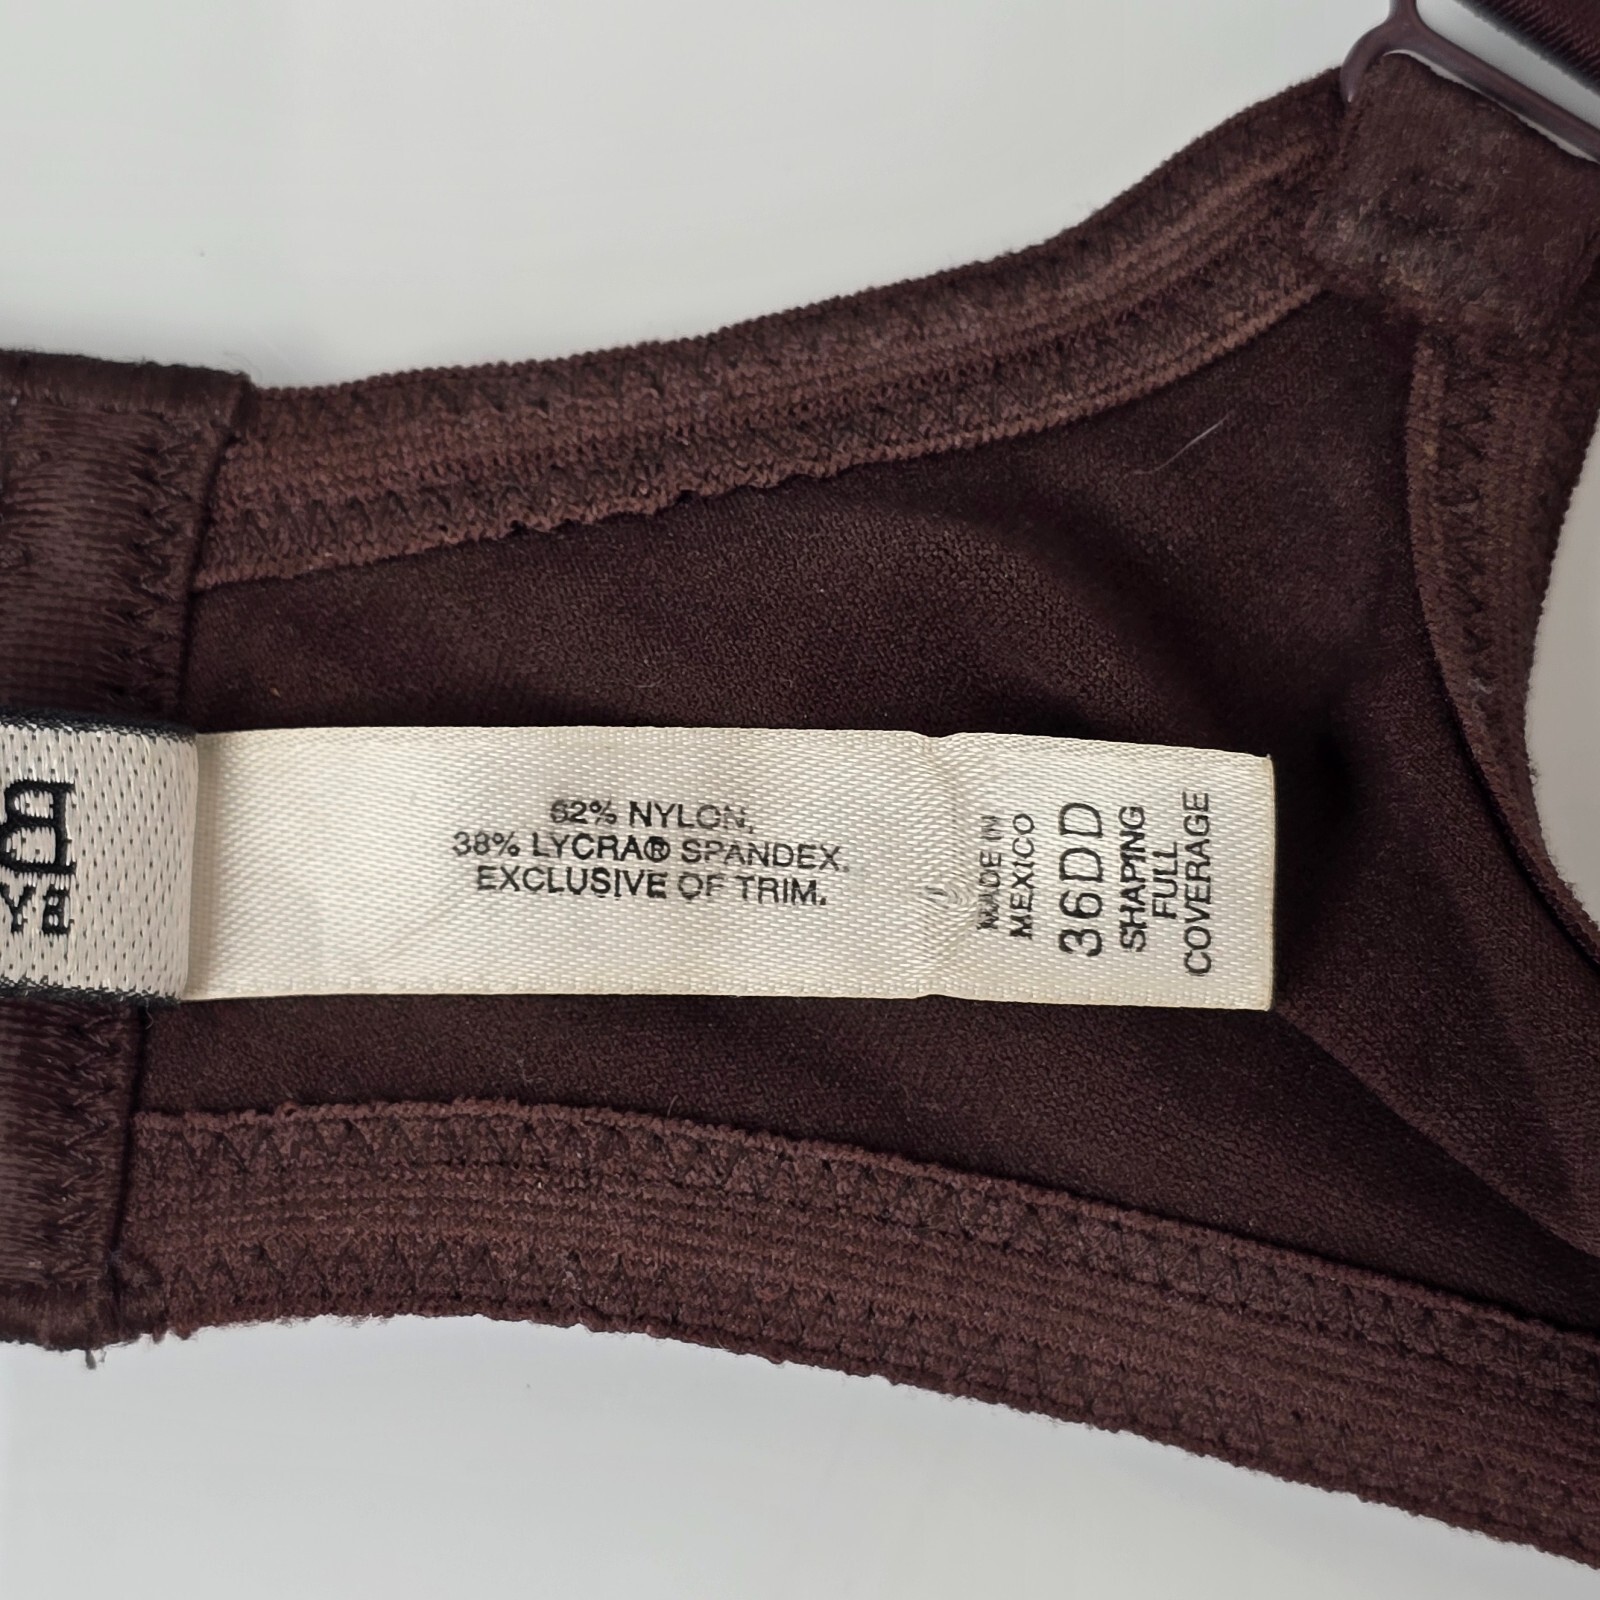 62% NYLON,
38% LYCRA® SPANDEX.
EXCLUSIVE OF TRIM.
MADE IN
MEXICO
36DD
SHAPING
FULL
COVERAGE